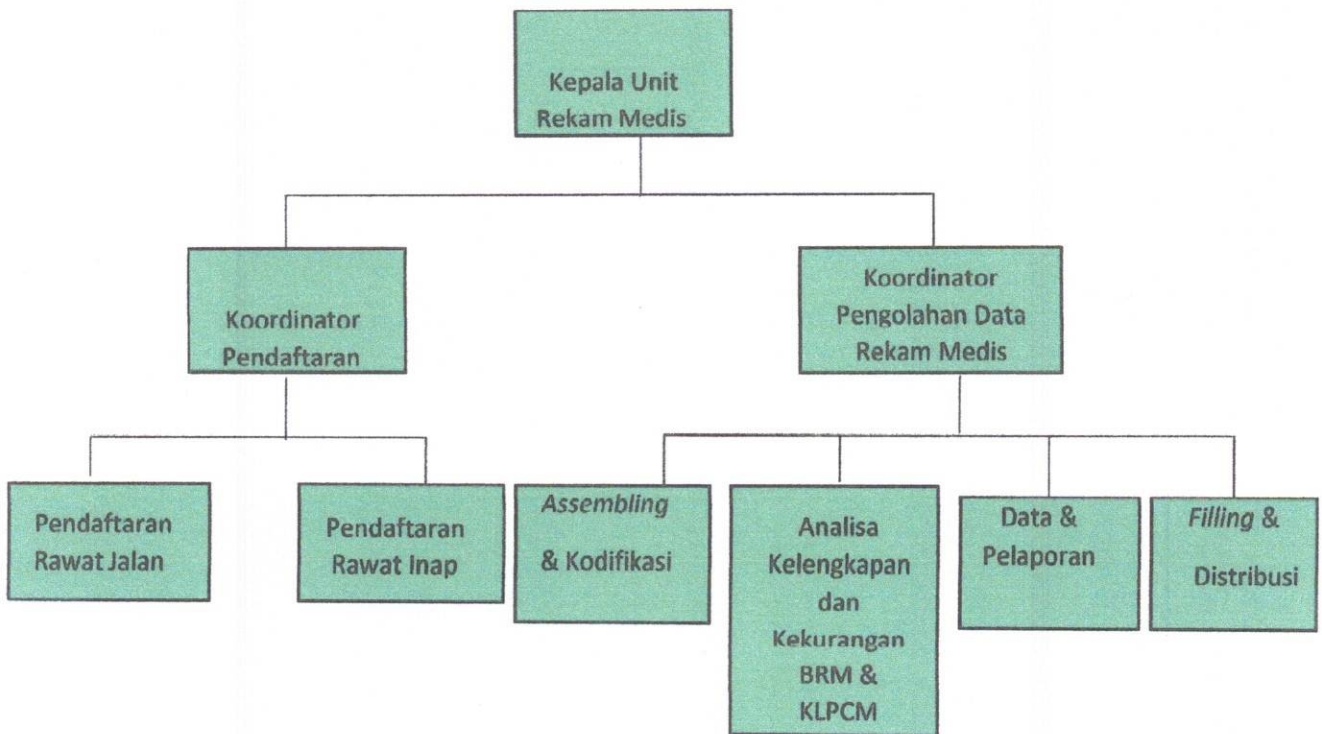 Kepala Unit
Rekam Medis
Koordinator
Pendaftaran
Koordinator
Pengolahan Data
Rekam Medis
Pendaftaran
Rawat Jalan
Pendaftaran
Rawat Inap
Assembling
& Kodifikasi
Analisa
Kelengkapan
dan
Kekurangan
BRM &
KLPCM
Data &
Pelaporan
Filling &
Distribusi